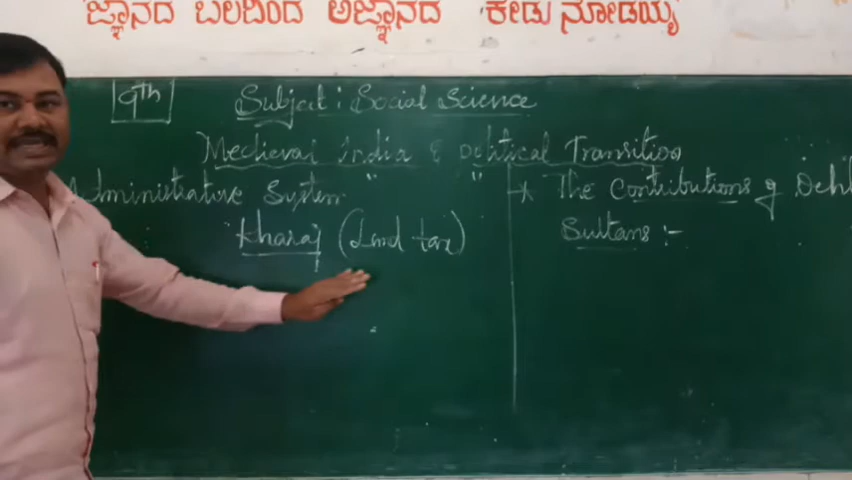 ಜ್ಞಾನದ ಬಲದಿಂದ ಅಜ್ಞಾನದ ಕೇಡು ನೋಡಯ್ಯ
9th Subject : Social Science
Medieval India & Political Transition
Administrative System " "
Kharaj (Land tax)
* The Contributions of Delhi
Sultans :-